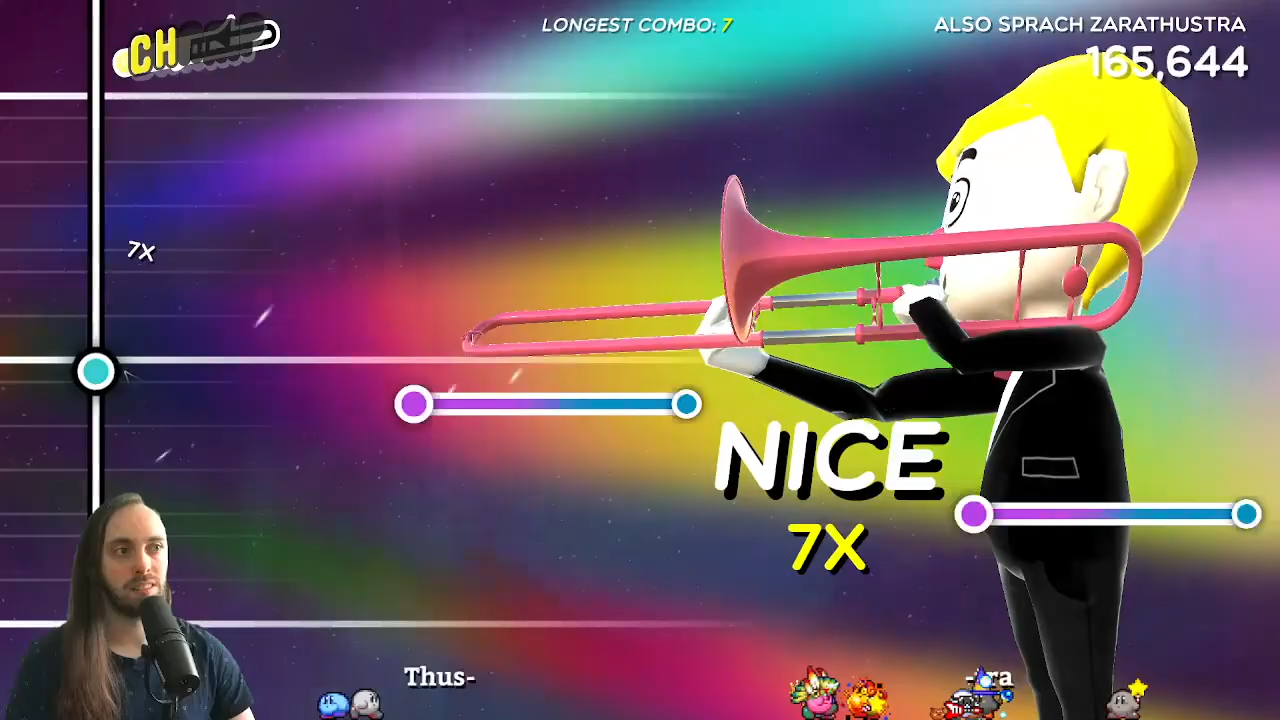 CH
LONGEST COMBO: 7
ALSO SPRACH ZARATHUSTRA
165,644
7X
NICE
7X
Thus-